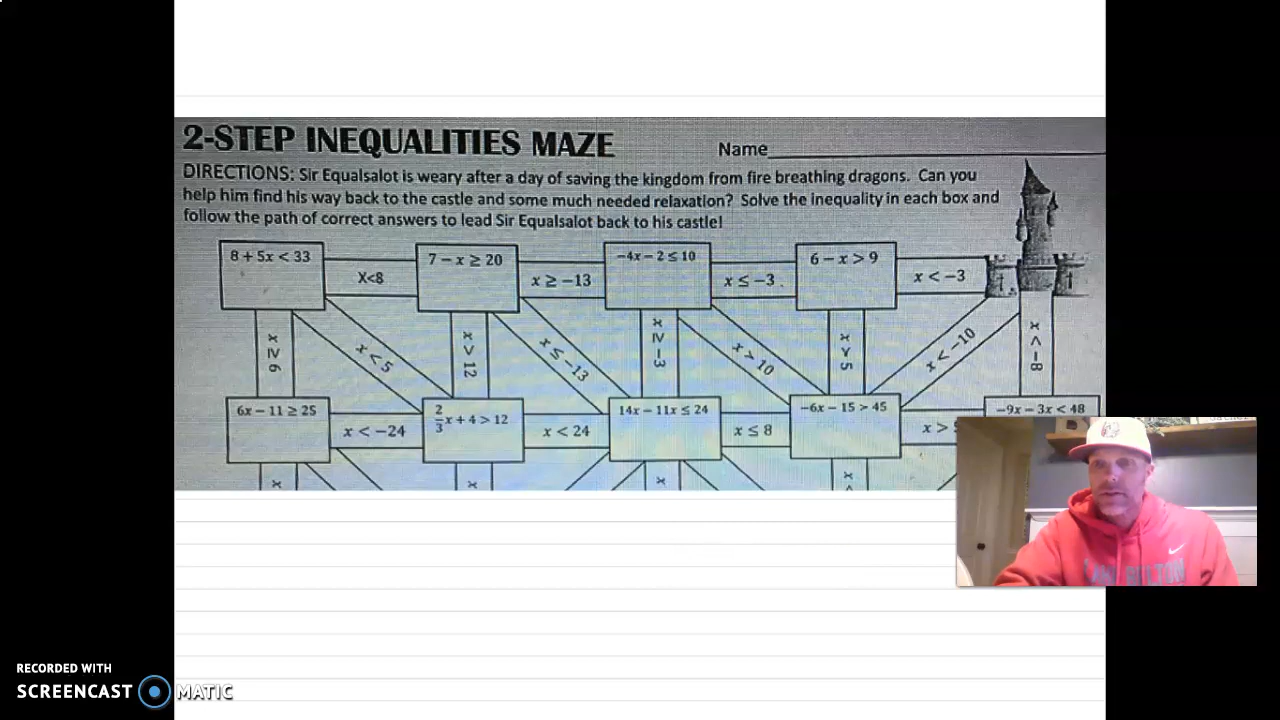 2-STEP INEQUALITIES MAZE
Name
DIRECTIONS: Sir Equalsalot is weary after a day of saving the kingdom from fire breathing dragons. Can you
help him find his way back to the castle and some much needed relaxation? Solve the inequality in each box and
follow the path of correct answers to lead Sir Equalsalot back to his castle!
8 + 5x < 33
X<8
7 − x ≥ 20
x ≥ −13
−4x − 2 ≤ 10
x ≤ −3
6 − x > 9
x < −3
x ≥ 6
x < 5
x > 12
x ≤ −13
x ≥ −3
x > 10
x > 5
x < −10
x < −8
6x − 11 ≥ 25
x < −24
2/3 x + 4 > 12
x < 24
14x − 11x ≤ 24
x ≤ 8
−6x − 15 > 45
x >
−9x − 3x < 48
x
x
x
x
RECORDED WITH
SCREENCAST MATIC